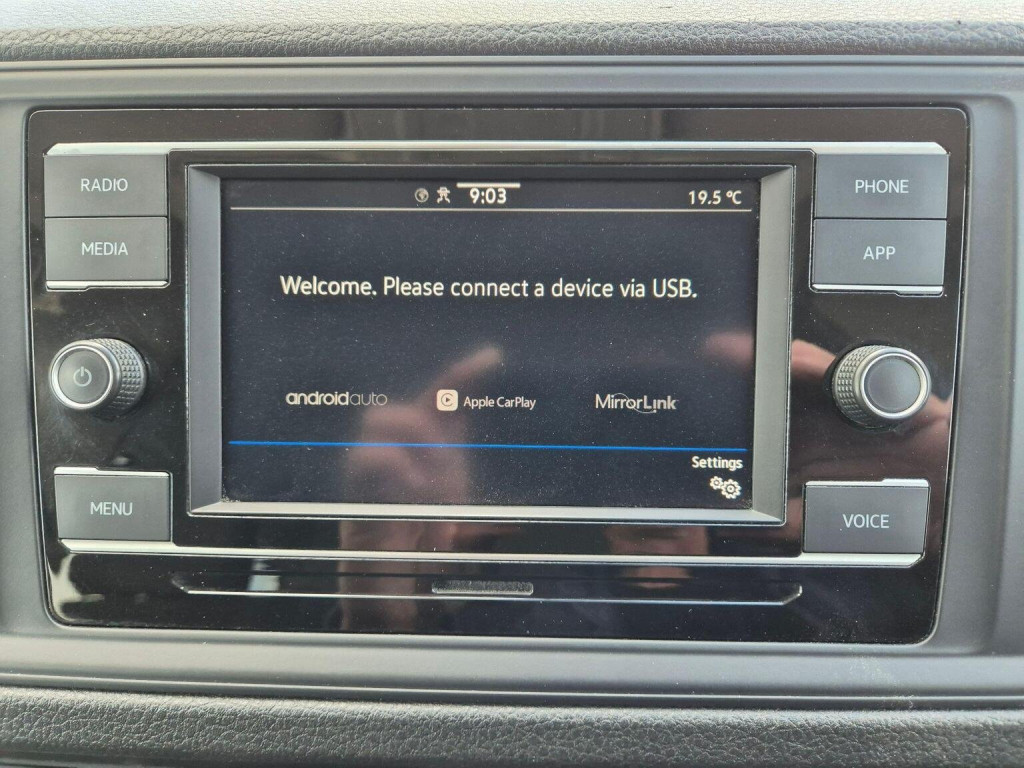 RADIO
MEDIA
MENU
9:03
19.5 °C
Welcome. Please connect a device via USB.
androidauto
Apple CarPlay
MirrorLink
Settings
PHONE
APP
VOICE